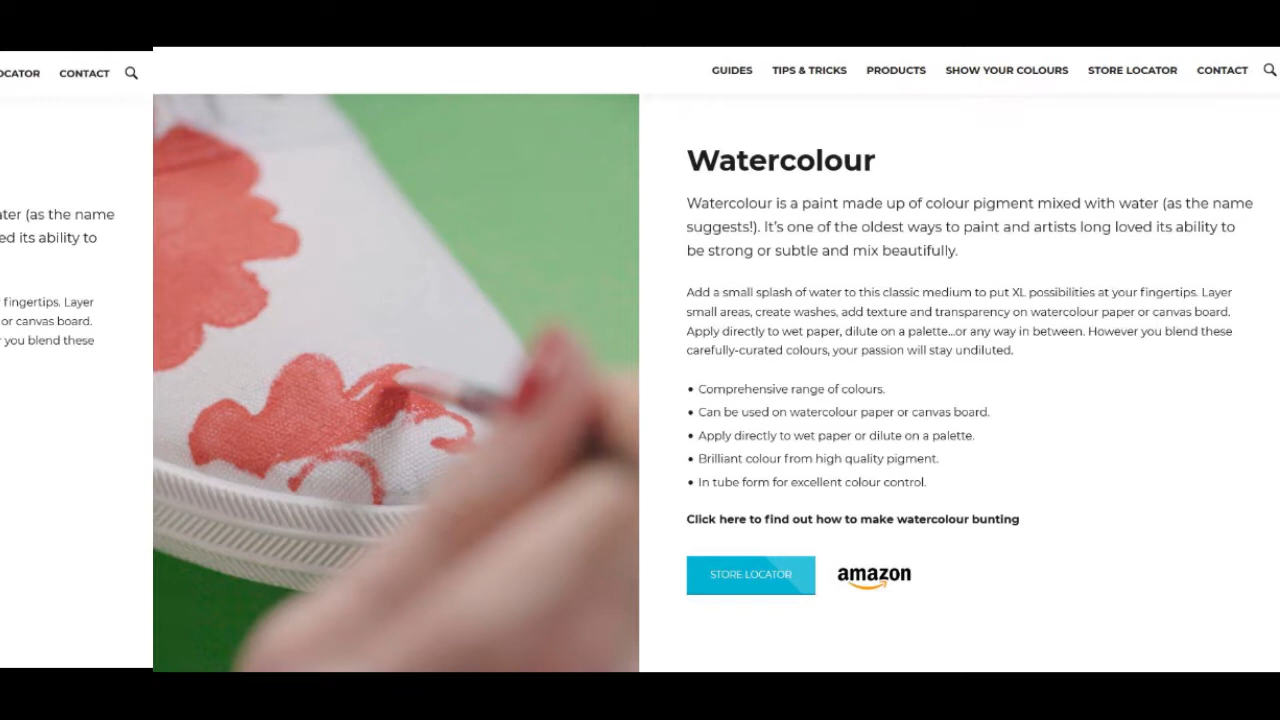 OCATOR CONTACT
ter (as the name
ed its ability to
fingertips. Layer
or canvas board.
you blend these
GUIDES TIPS & TRICKS PRODUCTS SHOW YOUR COLOURS STORE LOCATOR CONTACT
Watercolour
Watercolour is a paint made up of colour pigment mixed with water (as the name
suggests!). It's one of the oldest ways to paint and artists long loved its ability to
be strong or subtle and mix beautifully.
Add a small splash of water to this classic medium to put XL possibilities at your fingertips. Layer
small areas, create washes, add texture and transparency on watercolour paper or canvas board.
Apply directly to wet paper, dilute on a palette...or any way in between. However you blend these
carefully-curated colours, your passion will stay undiluted.
• Comprehensive range of colours.
• Can be used on watercolour paper or canvas board.
• Apply directly to wet paper or dilute on a palette.
• Brilliant colour from high quality pigment.
• In tube form for excellent colour control.
Click here to find out how to make watercolour bunting
STORE LOCATOR amazon